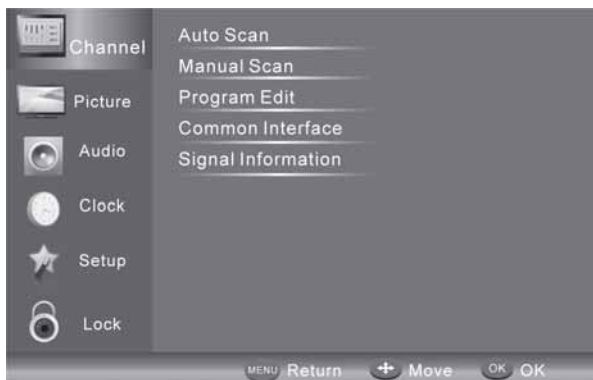 Channel
Picture
Audio
Clock
Setup
Lock
Auto Scan
Manual Scan
Program Edit
Common Interface
Signal Information
MENU Return Move OK OK